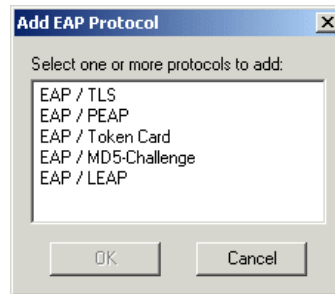 Add EAP Protocol
Select one or more protocols to add:
EAP / TLS
EAP / PEAP
EAP / Token Card
EAP / MD5-Challenge
EAP / LEAP
OK
Cancel